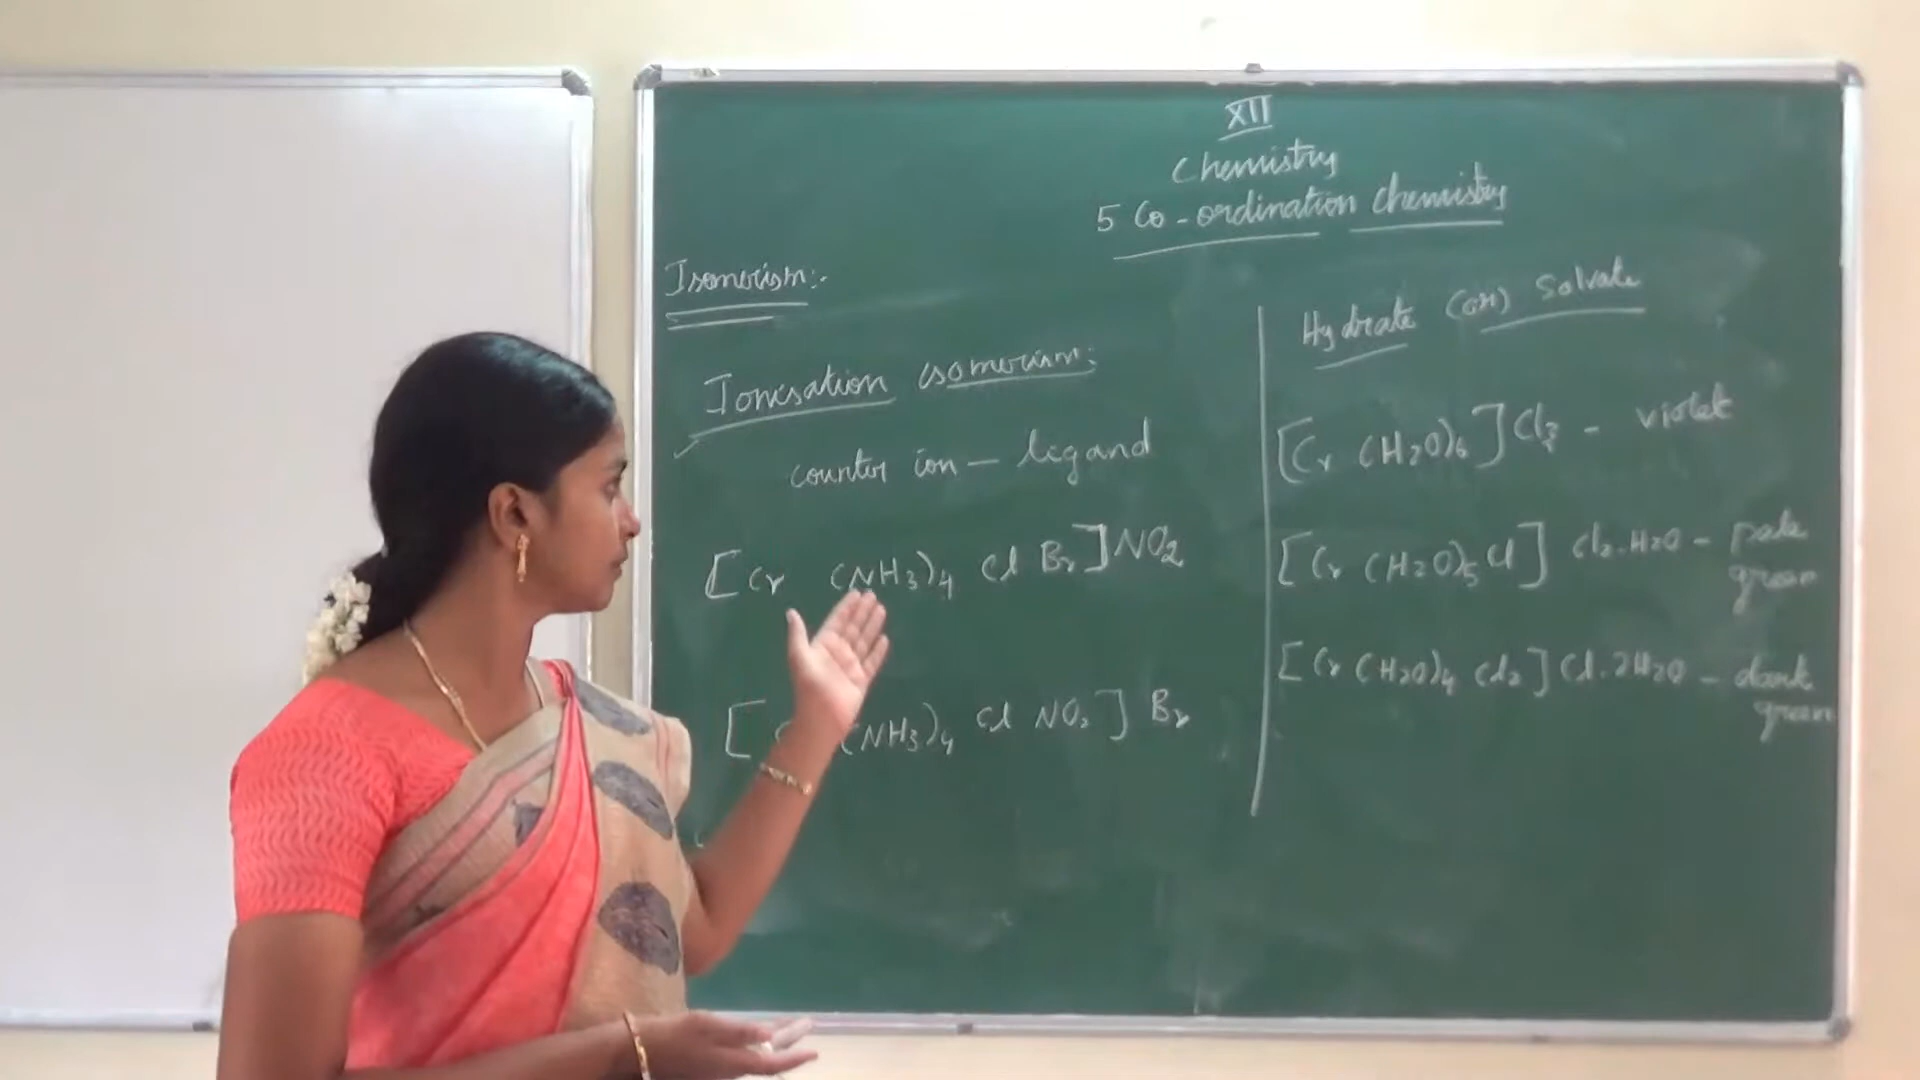 XII
Chemistry
5 Co-ordination chemistry
Isomerism:-
Ionisation isomerism:
counter ion — ligand
[Cr (NH3)4 Cl Br]NO2
(NH3)4 Cl NO2] Br
Hydrate (or) Solvate
[Cr (H2O)6]Cl3 - violet
[Cr (H2O)5 Cl] Cl2.H2O - pale
green
[Cr (H2O)4 Cl2] Cl.2H2O - dark
green